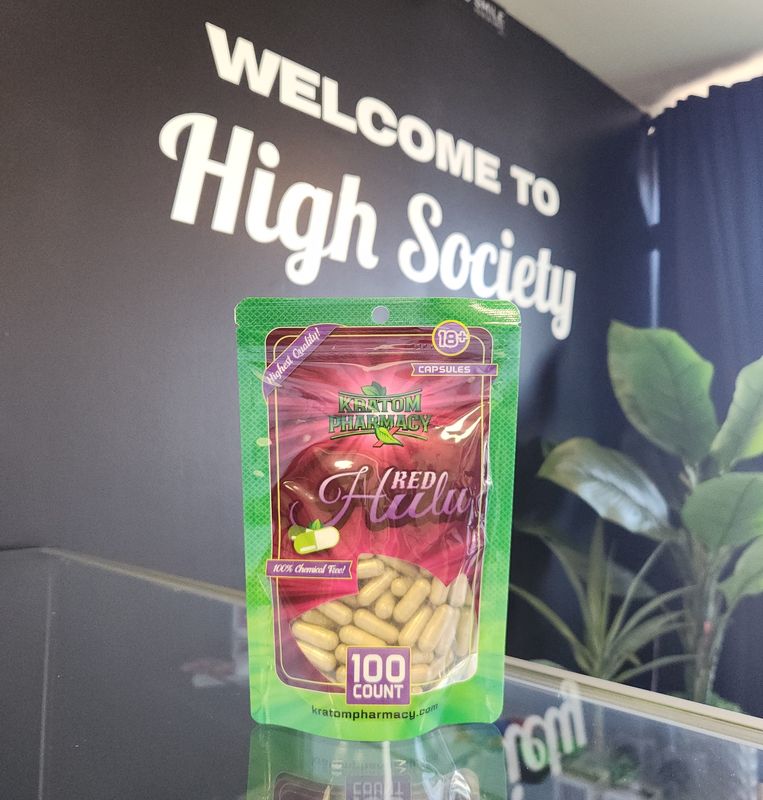 SMILE
WELCOME TO
High Society
Highest Quality!
18+
CAPSULES
KRATOM
PHARMACY
RED
Hulu
100% Chemical Free!
100
COUNT
kratompharmacy.com